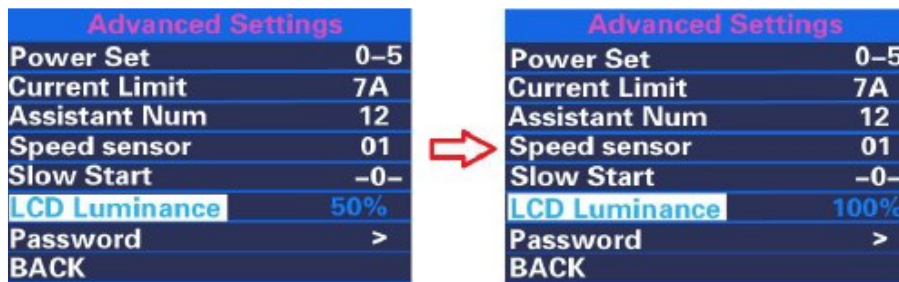 Advanced Settings
Power Set 0–5
Current Limit 7A
Assistant Num 12
Speed sensor 01
Slow Start –0–
LCD Luminance 50%
Password >
BACK
Advanced Settings
Power Set 0–5
Current Limit 7A
Assistant Num 12
Speed sensor 01
Slow Start –0–
LCD Luminance 100%
Password >
BACK